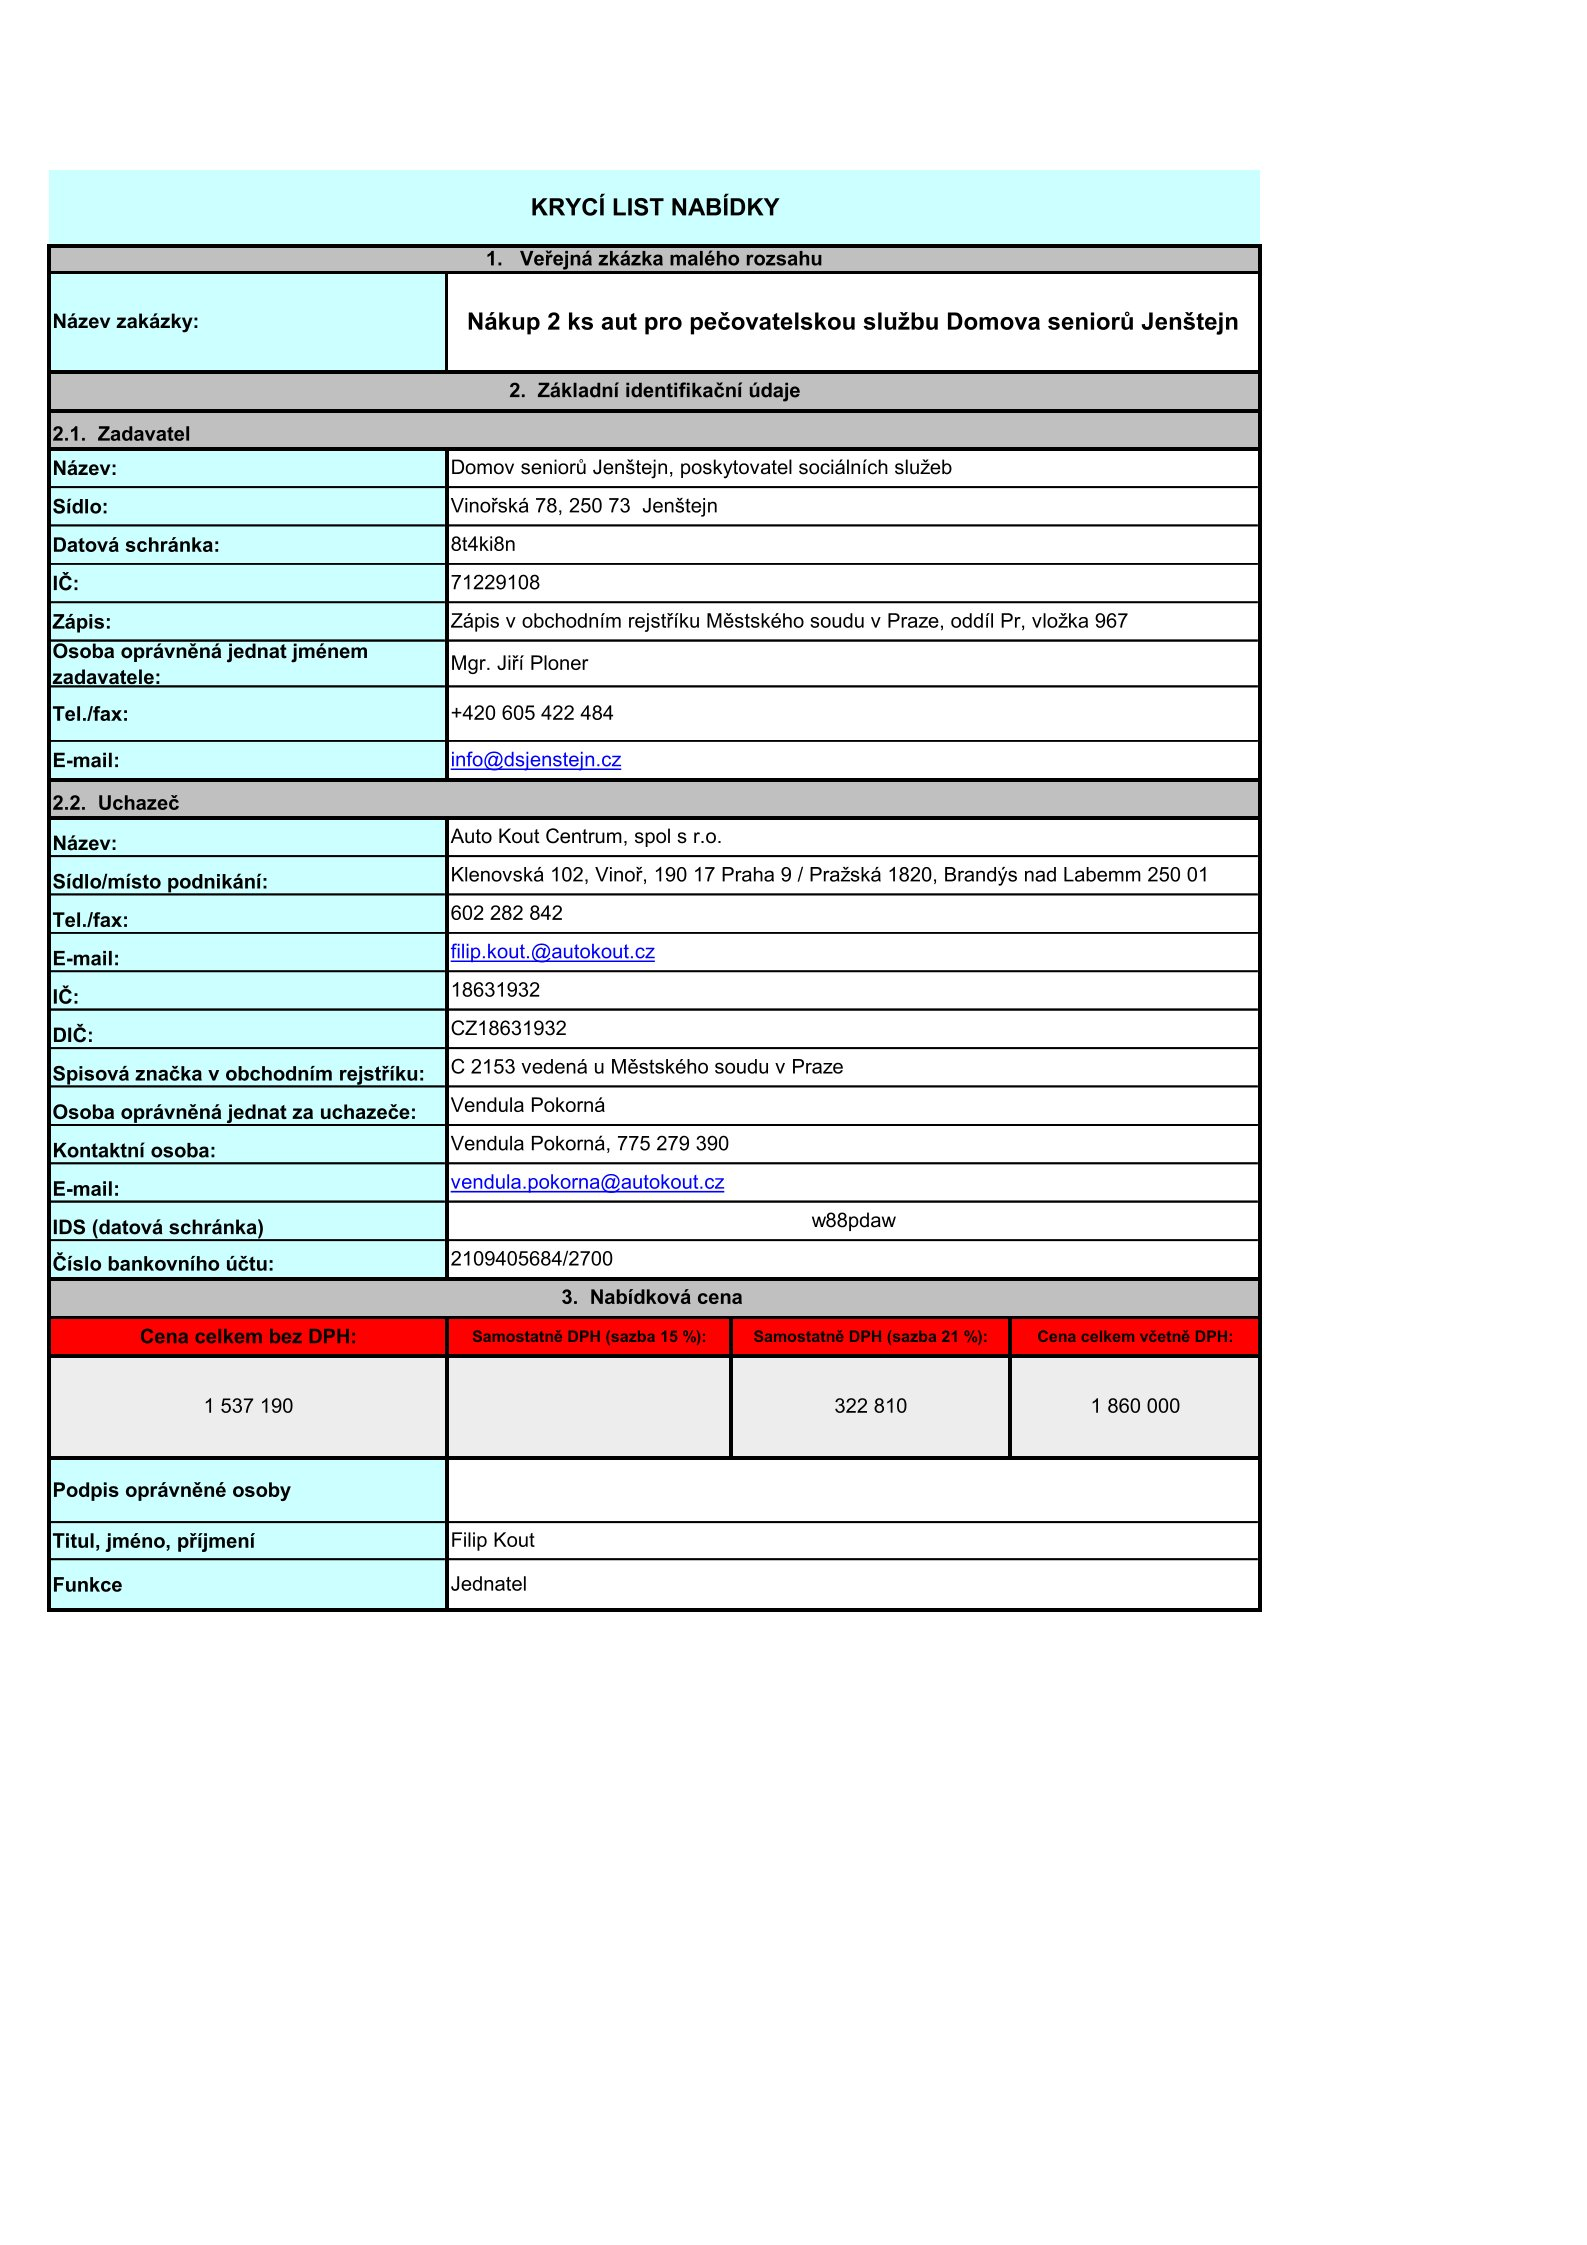 KRYCÍ LIST NABÍDKY
1. Veřejná zkázka malého rozsahu
Název zakázky:
Nákup 2 ks aut pro pečovatelskou službu Domova seniorů Jenštejn
2. Základní identifikační údaje
2.1. Zadavatel
Název: Domov seniorů Jenštejn, poskytovatel sociálních služeb
Sídlo: Vinořská 78, 250 73 Jenštejn
Datová schránka: 8t4ki8n
IČ: 71229108
Zápis: Zápis v obchodním rejstříku Městského soudu v Praze, oddíl Pr, vložka 967
Osoba oprávněná jednat jménem
zadavatele:
Mgr. Jiří Ploner
Tel./fax: +420 605 422 484
E-mail: info@dsjenstejn.cz
2.2. Uchazeč
Název: Auto Kout Centrum, spol s r.o.
Sídlo/místo podnikání: Klenovská 102, Vinoř, 190 17 Praha 9 / Pražská 1820, Brandýs nad Labemm 250 01
Tel./fax: 602 282 842
E-mail: filip.kout.@autokout.cz
IČ: 18631932
DIČ: CZ18631932
Spisová značka v obchodním rejstříku: C 2153 vedená u Městského soudu v Praze
Osoba oprávněná jednat za uchazeče: Vendula Pokorná
Kontaktní osoba: Vendula Pokorná, 775 279 390
E-mail: vendula.pokorna@autokout.cz
IDS (datová schránka) w88pdaw
Číslo bankovního účtu: 2109405684/2700
3. Nabídková cena
Cena celkem bez DPH: Samostatně DPH (sazba 15 %): Samostatně DPH (sazba 21 %): Cena celkem včetně DPH:
1 537 190 322 810 1 860 000
Podpis oprávněné osoby
Titul, jméno, příjmení Filip Kout
Funkce Jednatel